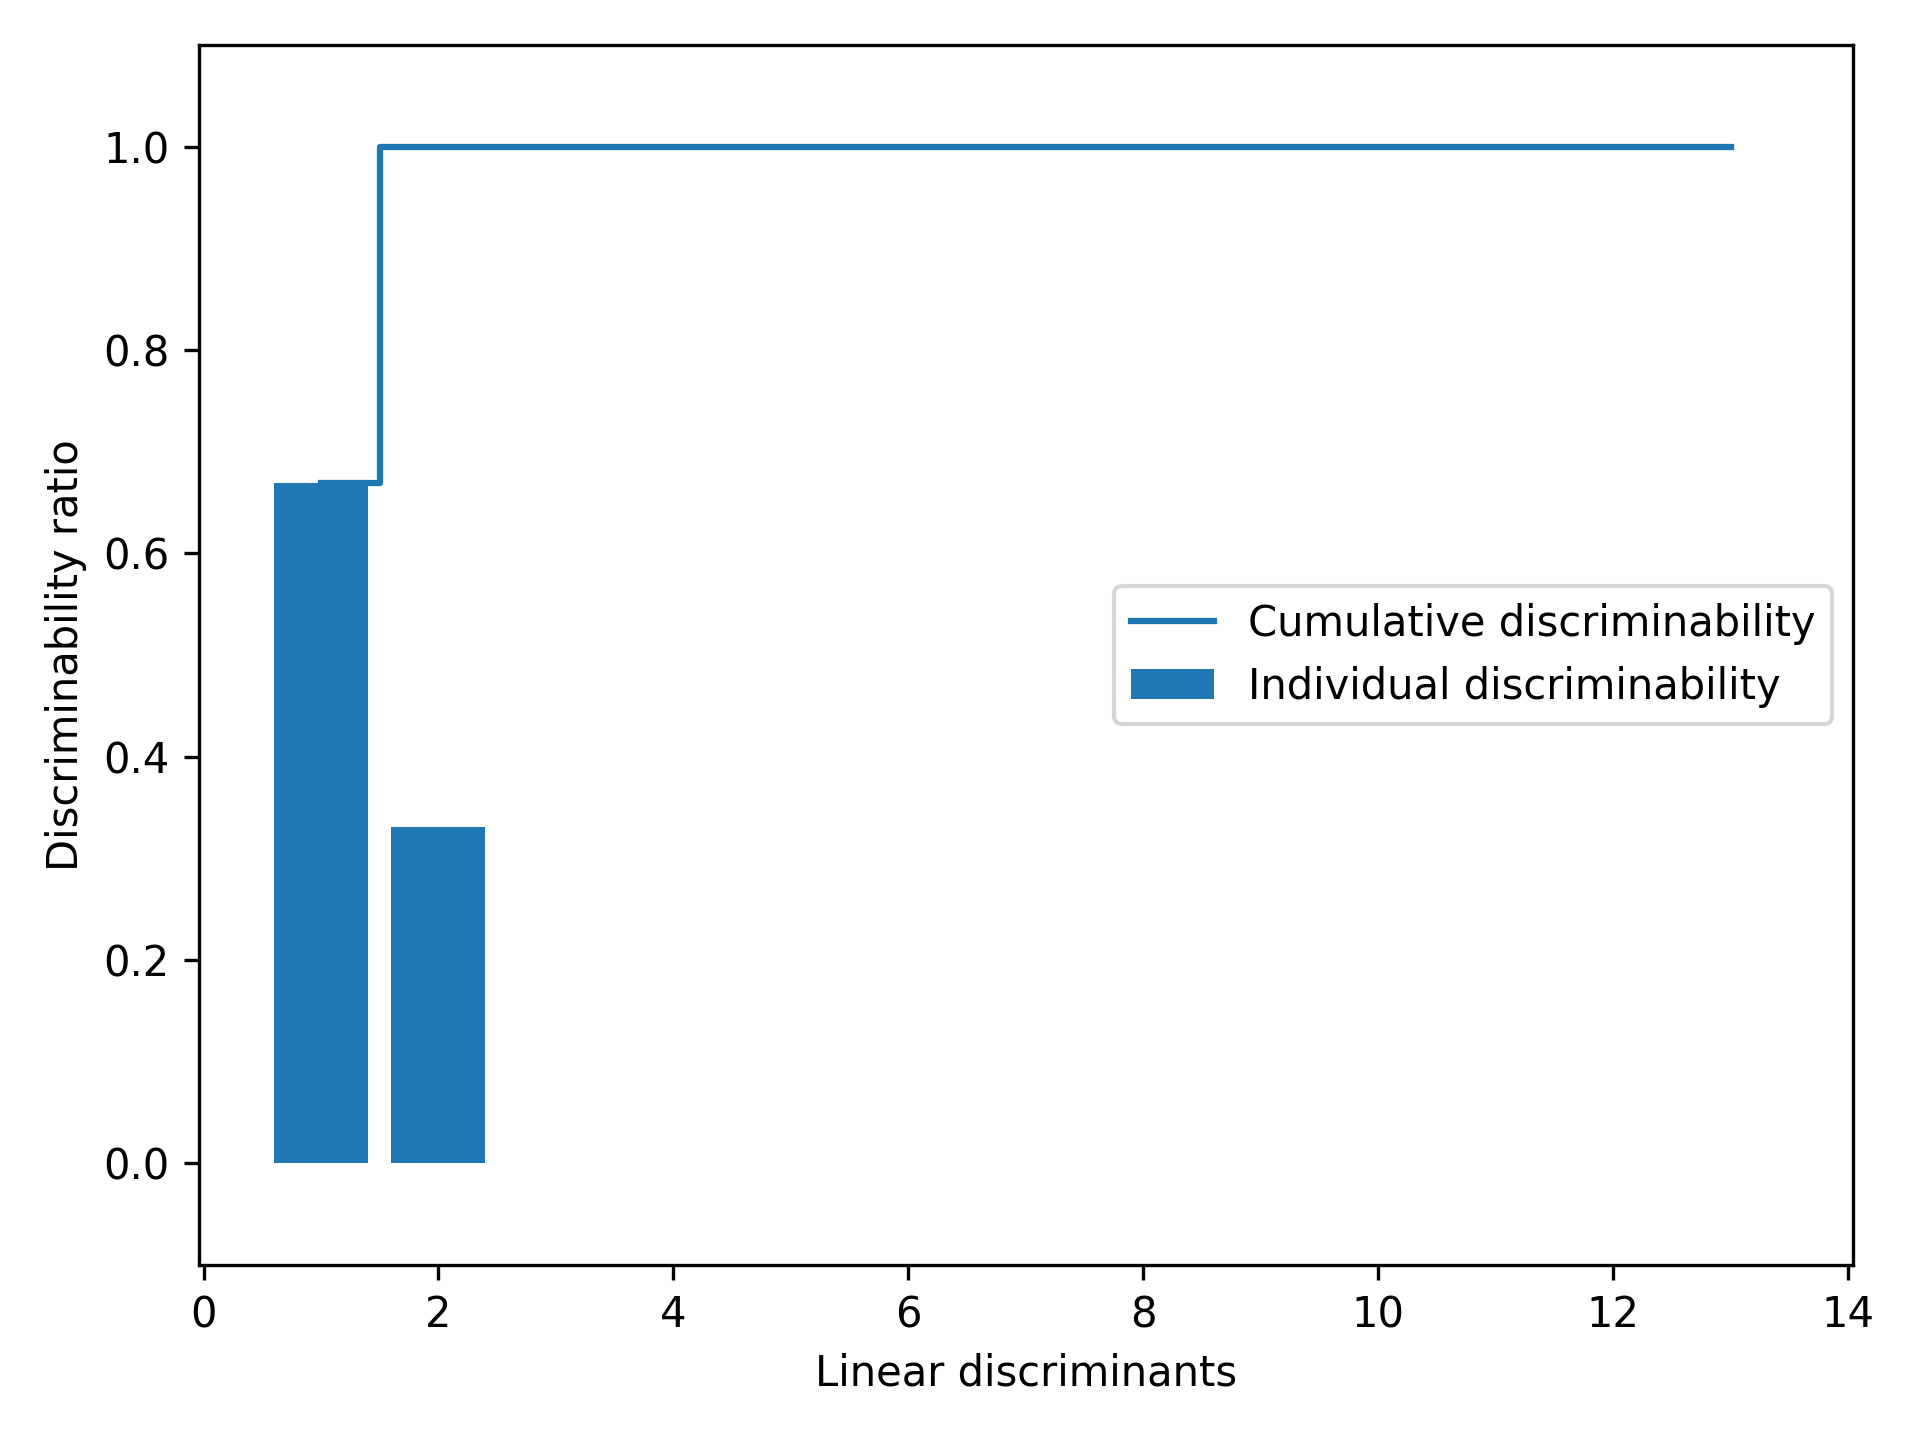 1.0
0.8
0.6
0.4
0.2
0.0
Discriminability ratio
Cumulative discriminability
Individual discriminability
0 2 4 6 8 10 12 14
Linear discriminants